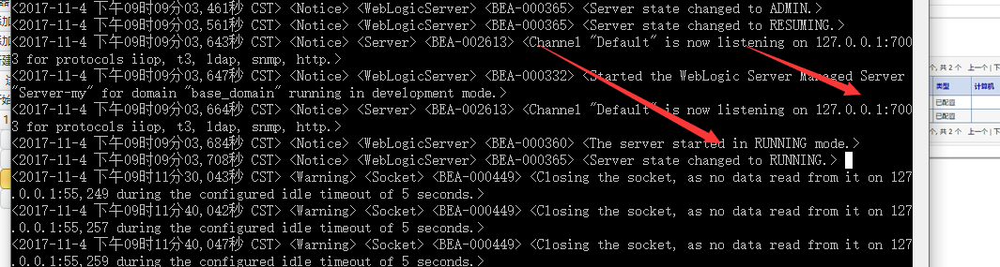 <2017-11-4 下午09时09分03,461秒 CST> <Notice> <WebLogicServer> <BEA-000365> <Server state changed to ADMIN.>
<2017-11-4 下午09时09分03,561秒 CST> <Notice> <WebLogicServer> <BEA-000365> <Server state changed to RESUMING.>
<2017-11-4 下午09时09分03,643秒 CST> <Notice> <Server> <BEA-002613> <Channel "Default" is now listening on 127.0.0.1:700
3 for protocols iiop, t3, ldap, snmp, http.>
<2017-11-4 下午09时09分03,647秒 CST> <Notice> <WebLogicServer> <BEA-000332> <Started the WebLogic Server Managed Server
"Server-my" for domain "base_domain" running in development mode.>
<2017-11-4 下午09时09分03,664秒 CST> <Notice> <Server> <BEA-002613> <Channel "Default" is now listening on 127.0.0.1:700
3 for protocols iiop, t3, ldap, snmp, http.>
<2017-11-4 下午09时09分03,684秒 CST> <Notice> <WebLogicServer> <BEA-000360> <The server started in RUNNING mode.>
<2017-11-4 下午09时09分03,708秒 CST> <Notice> <WebLogicServer> <BEA-000365> <Server state changed to RUNNING.>
<2017-11-4 下午09时11分30,043秒 CST> <Warning> <Socket> <BEA-000449> <Closing the socket, as no data read from it on 127
.0.0.1:55,249 during the configured idle timeout of 5 seconds.>
<2017-11-4 下午09时11分40,042秒 CST> <Warning> <Socket> <BEA-000449> <Closing the socket, as no data read from it on 127
.0.0.1:55,257 during the configured idle timeout of 5 seconds.>
<2017-11-4 下午09时11分40,047秒 CST> <Warning> <Socket> <BEA-000449> <Closing the socket, as no data read from it on 127
.0.0.1:55,259 during the configured idle timeout of 5 seconds.>
个, 共 2 个 上一个 | 下
类型 计算机
已配置
已配置
个, 共 2 个 上一个 | 下